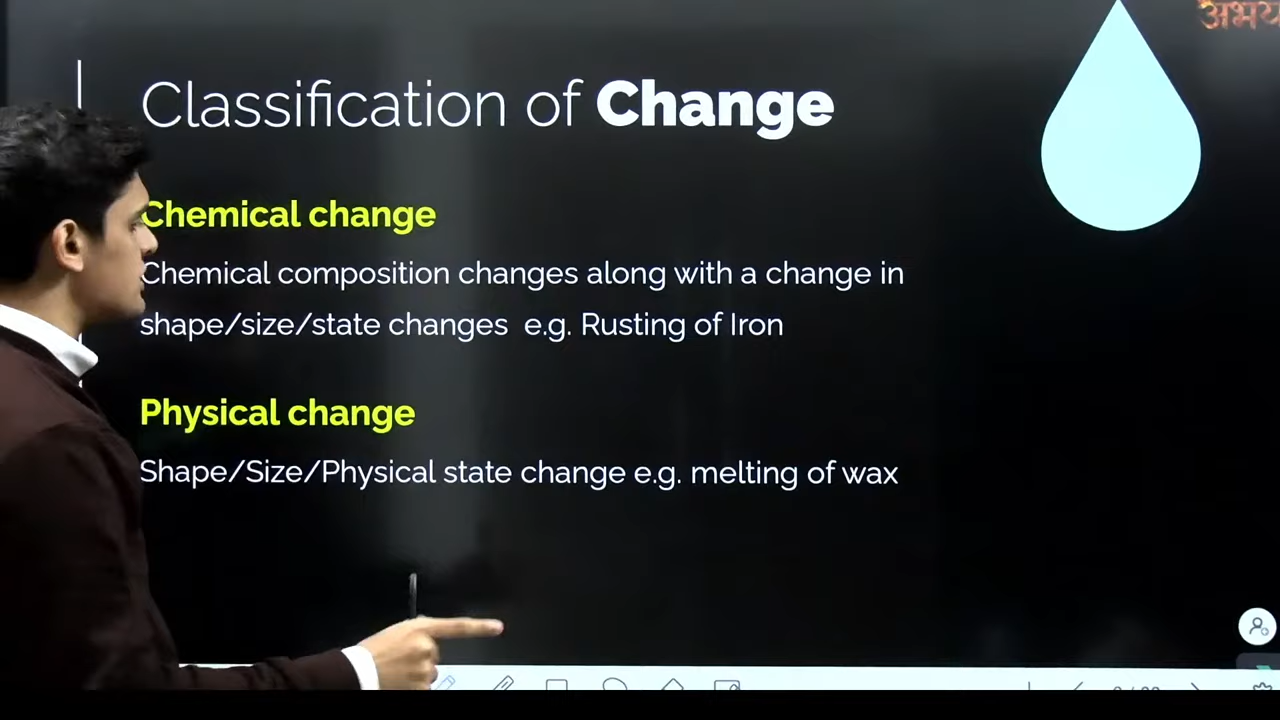 अभय
Classification of Change
Chemical change
Chemical composition changes along with a change in
shape/size/state changes e.g. Rusting of Iron
Physical change
Shape/Size/Physical state change e.g. melting of wax